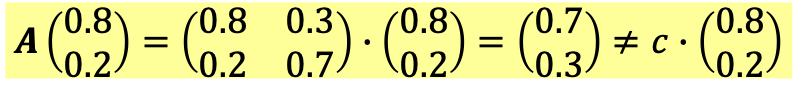 𝑨 (0.8 0.2) = (0.8 0.3 0.2 0.7) · (0.8 0.2) = (0.7 0.3) ≠ 𝑐 · (0.8 0.2)